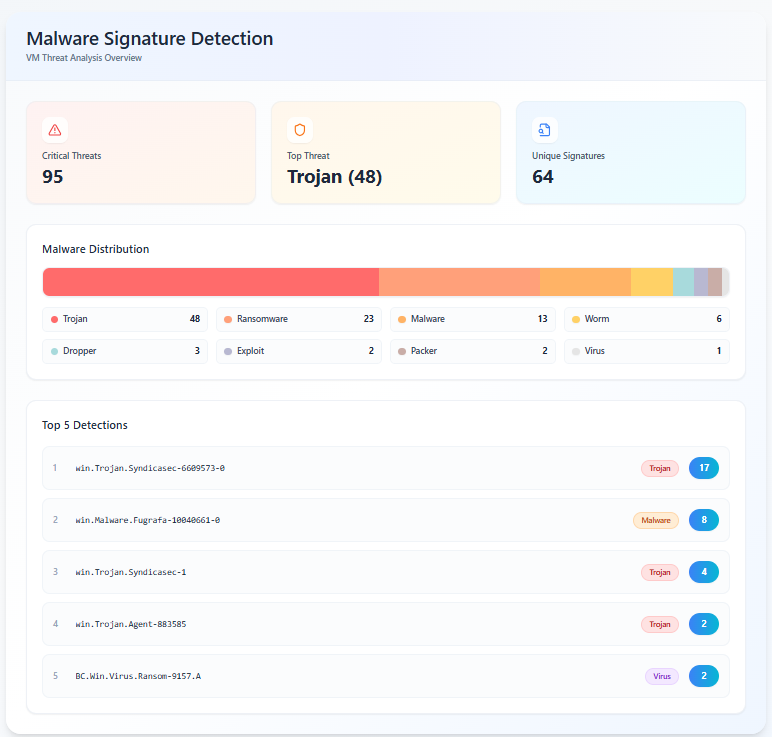 Malware Signature Detection
VM Threat Analysis Overview
Critical Threats
95
Top Threat
Trojan (48)
Unique Signatures
64
Malware Distribution
Trojan 48
Ransomware 23
Malware 13
Worm 6
Dropper 3
Exploit 2
Packer 2
Virus 1
Top 5 Detections
1 win.Trojan.Syndicasec-6609573-0 Trojan 17
2 win.Malware.Fugrafa-10040661-0 Malware 8
3 win.Trojan.Syndicasec-1 Trojan 4
4 win.Trojan.Agent-883585 Trojan 2
5 BC.Win.Virus.Ransom-9157.A Virus 2